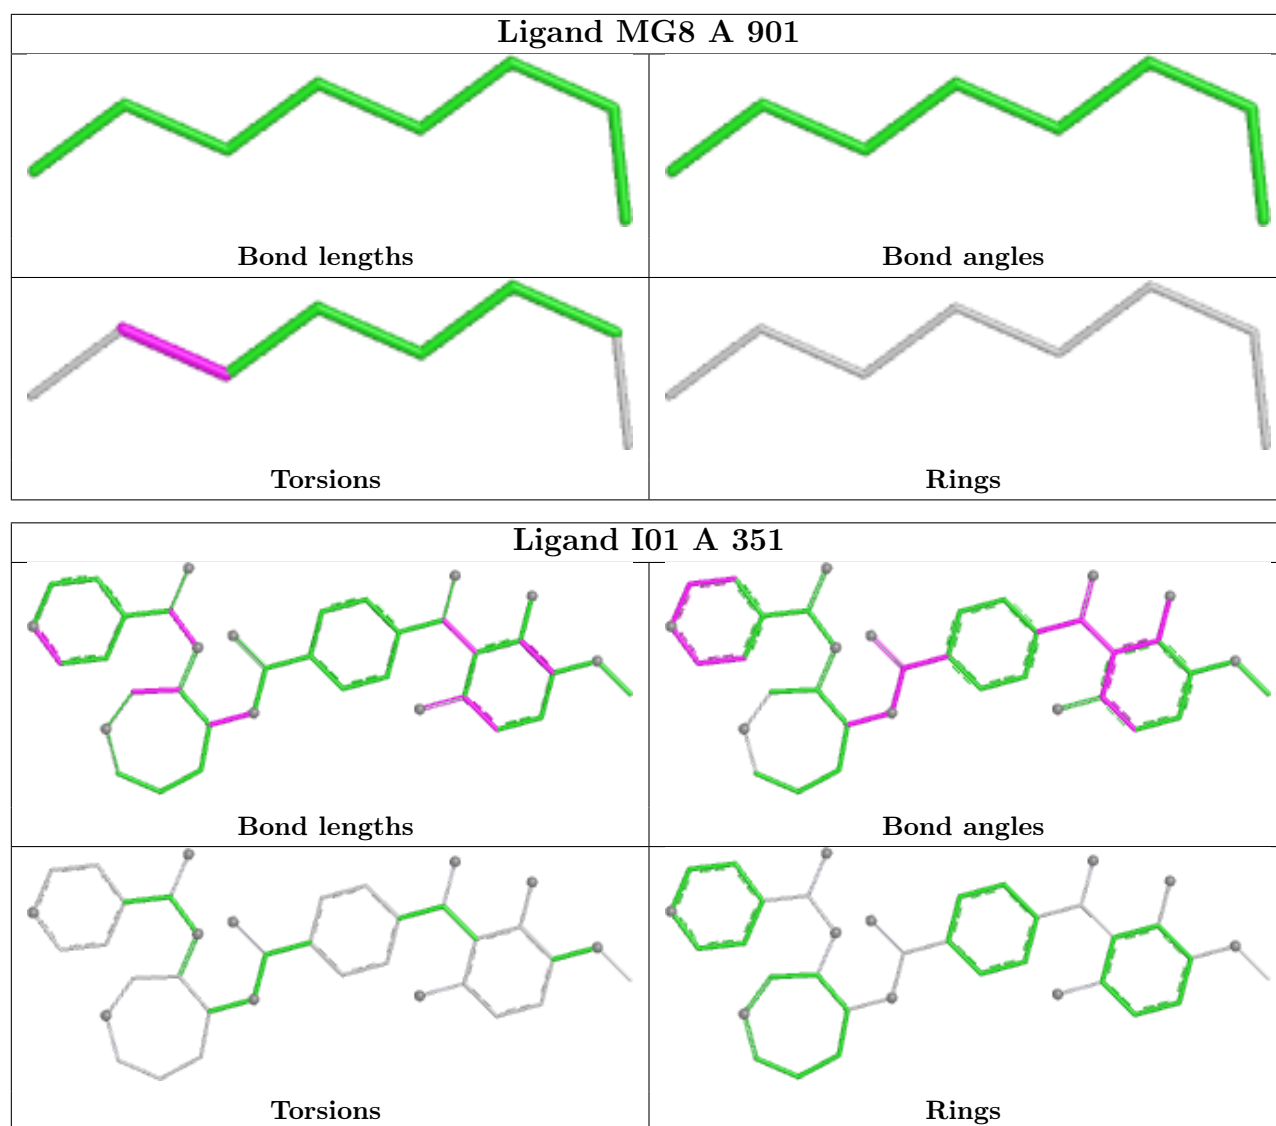 Ligand MG8 A 901
Bond lengths
Bond angles
Torsions
Rings
Ligand I01 A 351
Bond lengths
Bond angles
Torsions
Rings